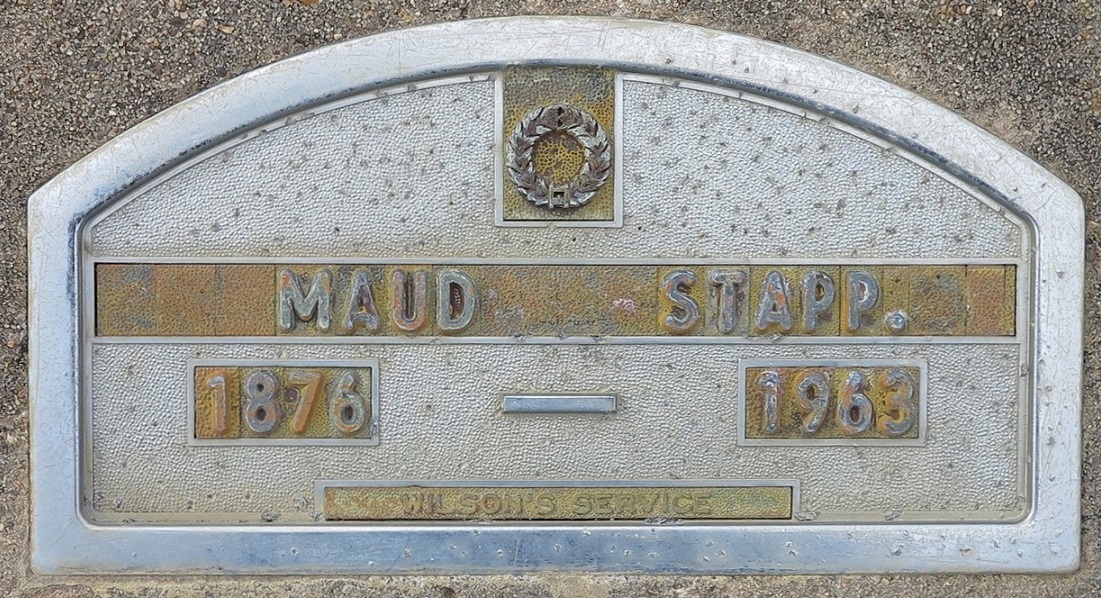 MAUD STAPP.
1876 – 1963
WILSON'S SERVICE